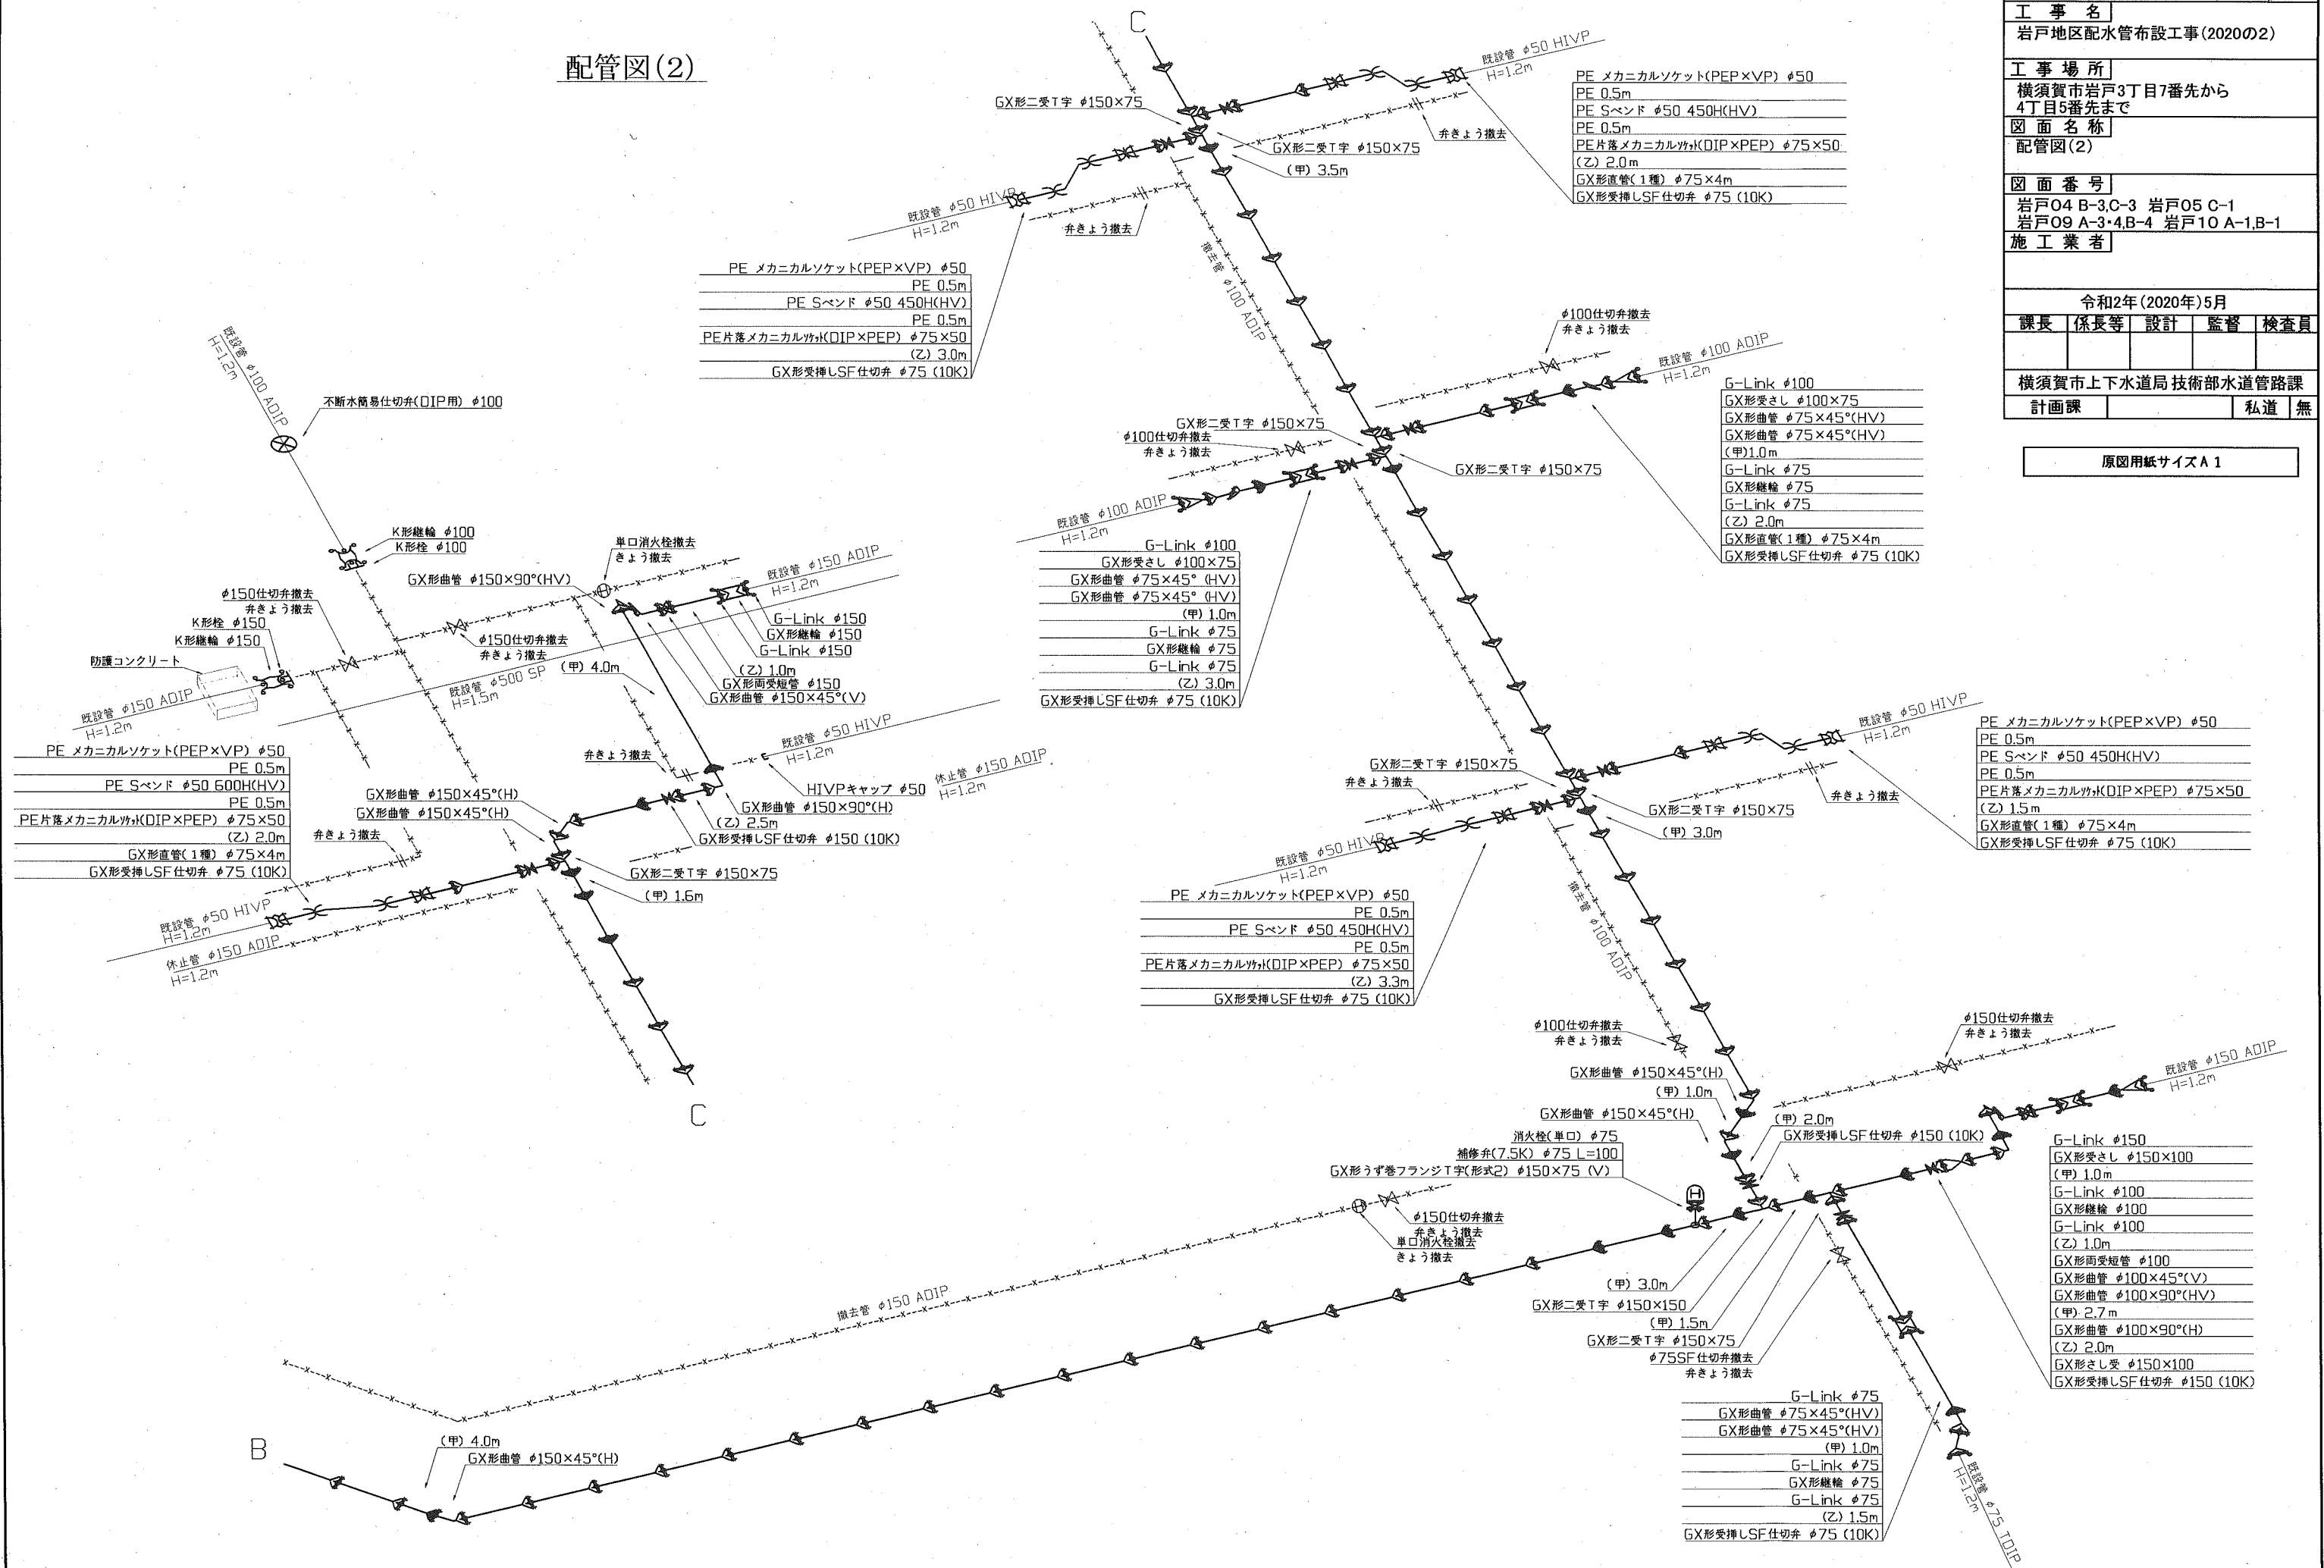 配管図(2)
工事名
岩戸地区配水管布設工事(2020の2)
工事場所
横須賀市岩戸3丁目7番先から
4丁目5番先まで
図面名称
配管図(2)
図面番号
岩戸04 B-3,C-3 岩戸05 C-1
岩戸09 A-3・4,B-4 岩戸10 A-1,B-1
施工業者
令和2年(2020年)5月
課長 係長等 設計 監督 検査員
横須賀市上下水道局技術部水道管路課
計画課 私道 無
原図用紙サイズA1
C
既設管 φ50 HIVP
H=1.2m
GX形二受T字 φ150×75
弁きょう撤去
GX形二受T字 φ150×75
(甲) 3.5m
PE メカニカルソケット(PEP×VP) φ50
PE 0.5m
PE Sベンド φ50 450H(HV)
PE 0.5m
PE片落メカニカルソケット(DIP×PEP) φ75×50
(乙) 2.0m
GX形直管(1種) φ75×4m
GX形受挿しSF仕切弁 φ75 (10K)
既設管 φ50 HIVP
H=1.2m
弁きょう撤去
撤去管 φ100 ADIP
PE メカニカルソケット(PEP×VP) φ50
PE 0.5m
PE Sベンド φ50 450H(HV)
PE 0.5m
PE片落メカニカルソケット(DIP×PEP) φ75×50
(乙) 3.0m
GX形受挿しSF仕切弁 φ75 (10K)
φ100仕切弁撤去
弁きょう撤去
既設管 φ100 ADIP
H=1.2m
G-Link φ100
GX形受さし φ100×75
GX形曲管 φ75×45°(HV)
GX形曲管 φ75×45°(HV)
(甲)1.0m
G-Link φ75
GX形継輪 φ75
G-Link φ75
(乙) 2.0m
GX形直管(1種) φ75×4m
GX形受挿しSF仕切弁 φ75 (10K)
GX形二受T字 φ150×75
φ100仕切弁撤去
弁きょう撤去
GX形二受T字 φ150×75
既設管 φ100 ADIP
H=1.2m
G-Link φ100
GX形受さし φ100×75
GX形曲管 φ75×45° (HV)
GX形曲管 φ75×45° (HV)
(甲) 1.0m
G-Link φ75
GX形継輪 φ75
G-Link φ75
(乙) 3.0m
GX形受挿しSF仕切弁 φ75 (10K)
既設管 φ100 ADIP
H=1.2m
不断水簡易仕切弁(DIP用) φ100
K形継輪 φ100
K形栓 φ100
単口消火栓撤去
きょう撤去
GX形曲管 φ150×90°(HV)
既設管 φ150 ADIP
H=1.2m
φ150仕切弁撤去
弁きょう撤去
K形栓 φ150
K形継輪 φ150
防護コンクリート
φ150仕切弁撤去
弁きょう撤去
G-Link φ150
GX形継輪 φ150
G-Link φ150
(乙) 1.0m
GX形両受短管 φ150
GX形曲管 φ150×45°(V)
(甲) 4.0m
既設管 φ500 SP
H=1.5m
既設管 φ150 ADIP
H=1.2m
既設管 φ50 HIVP
H=1.2m
弁きょう撤去
HIVPキャップ φ50
休止管 φ150 ADIP
H=1.2m
PE メカニカルソケット(PEP×VP) φ50
PE 0.5m
PE Sベンド φ50 600H(HV)
PE 0.5m
PE片落メカニカルソケット(DIP×PEP) φ75×50
(乙) 2.0m
GX形直管(1種) φ75×4m
GX形受挿しSF仕切弁 φ75 (10K)
GX形曲管 φ150×45°(H)
GX形曲管 φ150×45°(H)
弁きょう撤去
GX形曲管 φ150×90°(H)
(乙) 2.5m
GX形受挿しSF仕切弁 φ150 (10K)
GX形二受T字 φ150×75
(甲) 1.6m
既設管 φ50 HIVP
H=1.2m
休止管 φ150 ADIP
H=1.2m
C
GX形二受T字 φ150×75
弁きょう撤去
既設管 φ50 HIVP
H=1.2m
弁きょう撤去
GX形二受T字 φ150×75
(甲) 3.0m
PE メカニカルソケット(PEP×VP) φ50
PE 0.5m
PE Sベンド φ50 450H(HV)
PE 0.5m
PE片落メカニカルソケット(DIP×PEP) φ75×50
(乙) 1.5m
GX形直管(1種) φ75×4m
GX形受挿しSF仕切弁 φ75 (10K)
既設管 φ50 HIVP
H=1.2m
PE メカニカルソケット(PEP×VP) φ50
PE 0.5m
PE Sベンド φ50 450H(HV)
PE 0.5m
PE片落メカニカルソケット(DIP×PEP) φ75×50
(乙) 3.3m
GX形受挿しSF仕切弁 φ75 (10K)
撤去管 φ100 ADIP
φ100仕切弁撤去
弁きょう撤去
GX形曲管 φ150×45°(H)
(甲) 1.0m
GX形曲管 φ150×45°(H)
消火栓(単口) φ75
補修弁(7.5K) φ75 L=100
GX形うず巻フランジT字(形式2) φ150×75 (V)
(甲) 2.0m
GX形受挿しSF仕切弁 φ150 (10K)
φ150仕切弁撤去
弁きょう撤去
既設管 φ150 ADIP
H=1.2m
G-Link φ150
GX形受さし φ150×100
(甲) 1.0m
G-Link φ100
GX形継輪 φ100
G-Link φ100
(乙) 1.0m
GX形両受短管 φ100
GX形曲管 φ100×45°(V)
GX形曲管 φ100×90°(HV)
(甲) 2.7m
GX形曲管 φ100×90°(H)
(乙) 2.0m
GX形さし受 φ150×100
GX形受挿しSF仕切弁 φ150 (10K)
φ150仕切弁撤去
弁きょう撤去
単口消火栓撤去
きょう撤去
(甲) 3.0m
GX形二受T字 φ150×150
(甲) 1.5m
GX形二受T字 φ150×75
φ75SF仕切弁撤去
弁きょう撤去
撤去管 φ150 ADIP
G-Link φ75
GX形曲管 φ75×45°(HV)
GX形曲管 φ75×45°(HV)
(甲) 1.0m
G-Link φ75
GX形継輪 φ75
G-Link φ75
(乙) 1.5m
GX形受挿しSF仕切弁 φ75 (10K)
既設管 φ75 TDIP
H=1.2m
B
(甲) 4.0m
GX形曲管 φ150×45°(H)
H
H
H